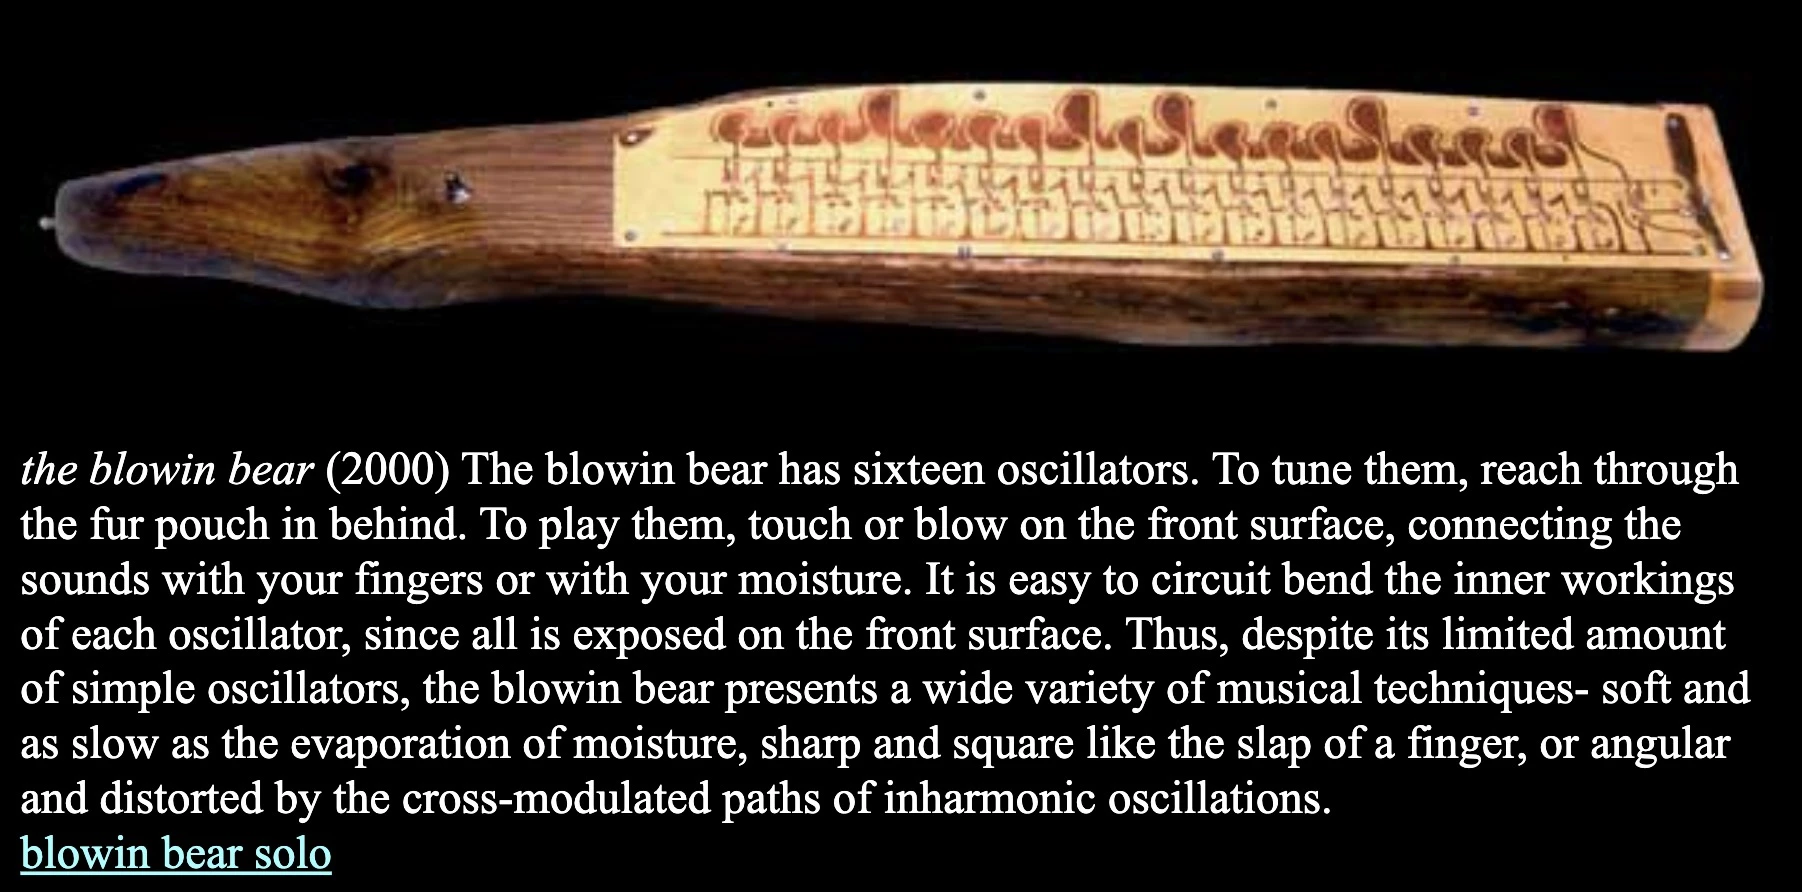 the blowin bear (2000) The blowin bear has sixteen oscillators. To tune them, reach through
the fur pouch in behind. To play them, touch or blow on the front surface, connecting the
sounds with your fingers or with your moisture. It is easy to circuit bend the inner workings
of each oscillator, since all is exposed on the front surface. Thus, despite its limited amount
of simple oscillators, the blowin bear presents a wide variety of musical techniques- soft and
as slow as the evaporation of moisture, sharp and square like the slap of a finger, or angular
and distorted by the cross-modulated paths of inharmonic oscillations.
blowin bear solo